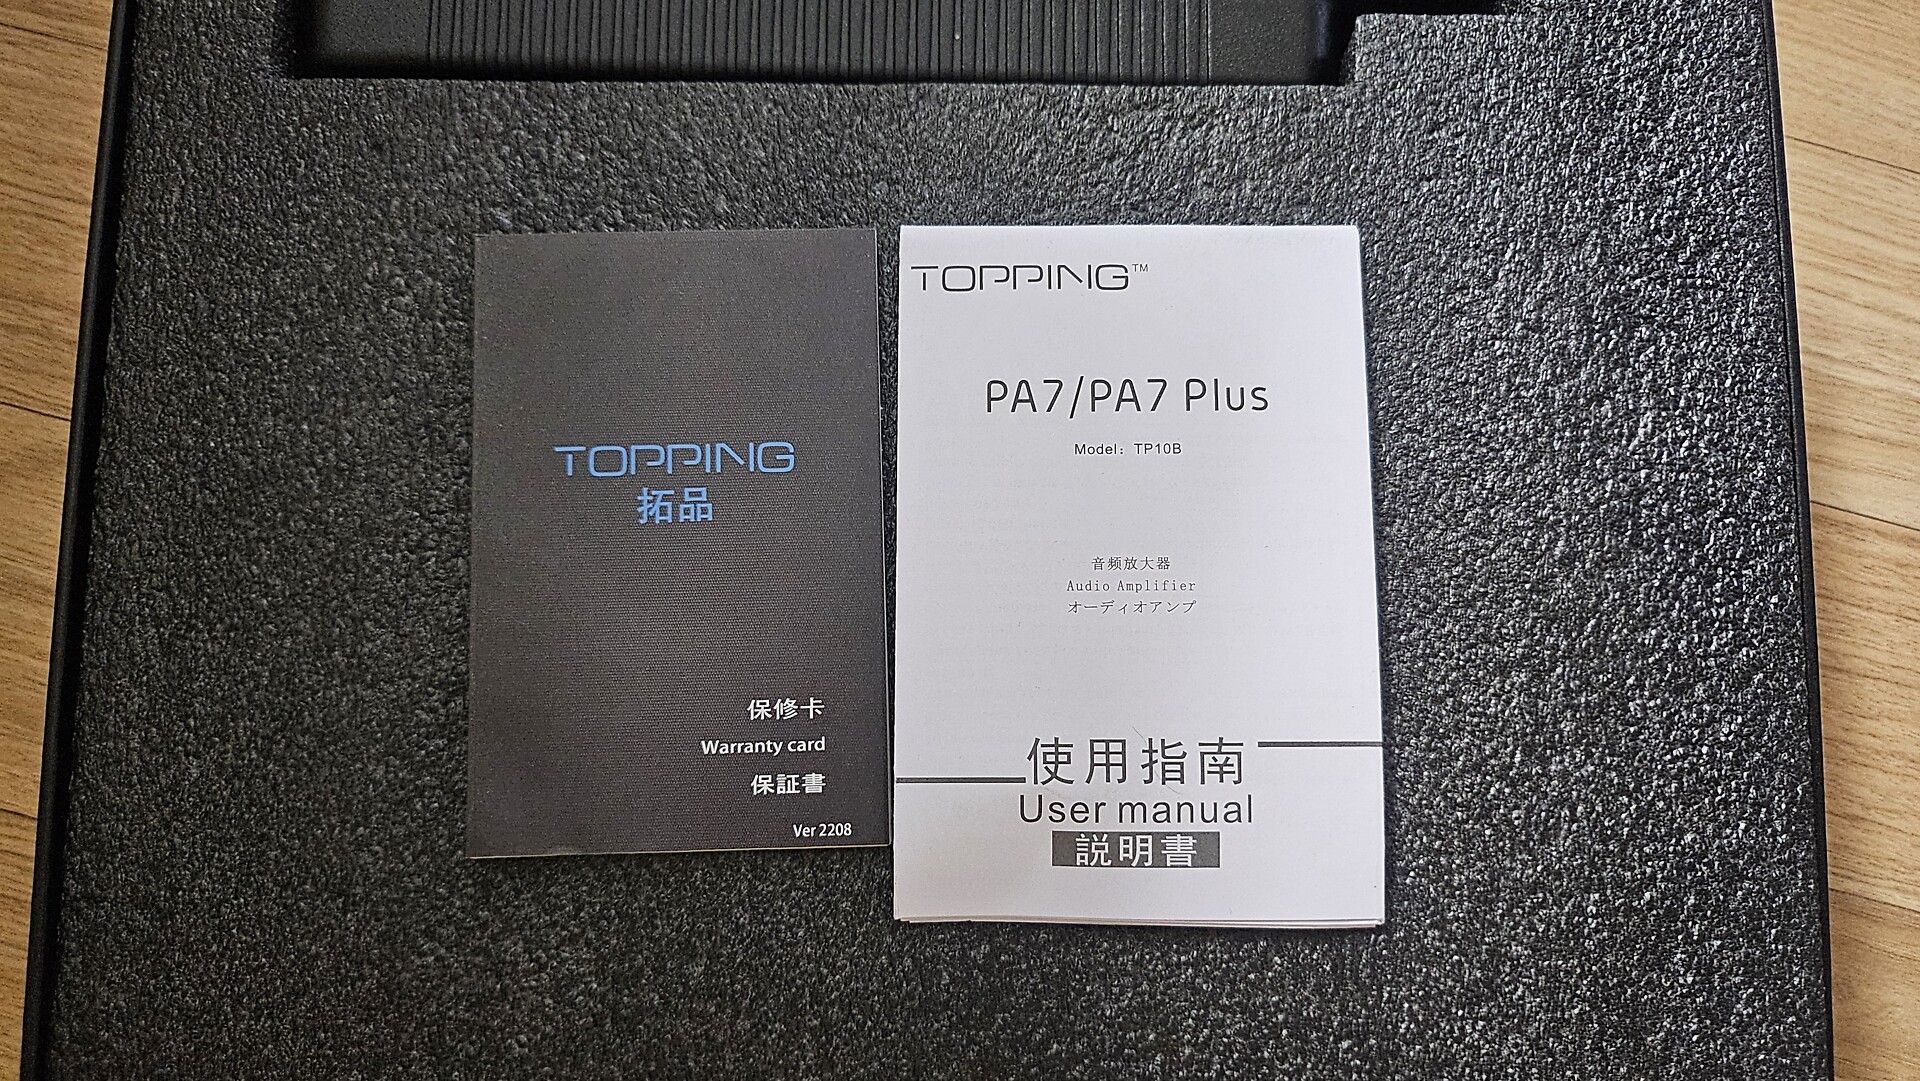 TOPPING
拓品
保修卡
Warranty card
保証書
Ver 2208
TOPPING™
PA7/PA7 Plus
Model：TP10B
音频放大器
Audio Amplifier
オーディオアンプ
使用指南
User manual
説明書